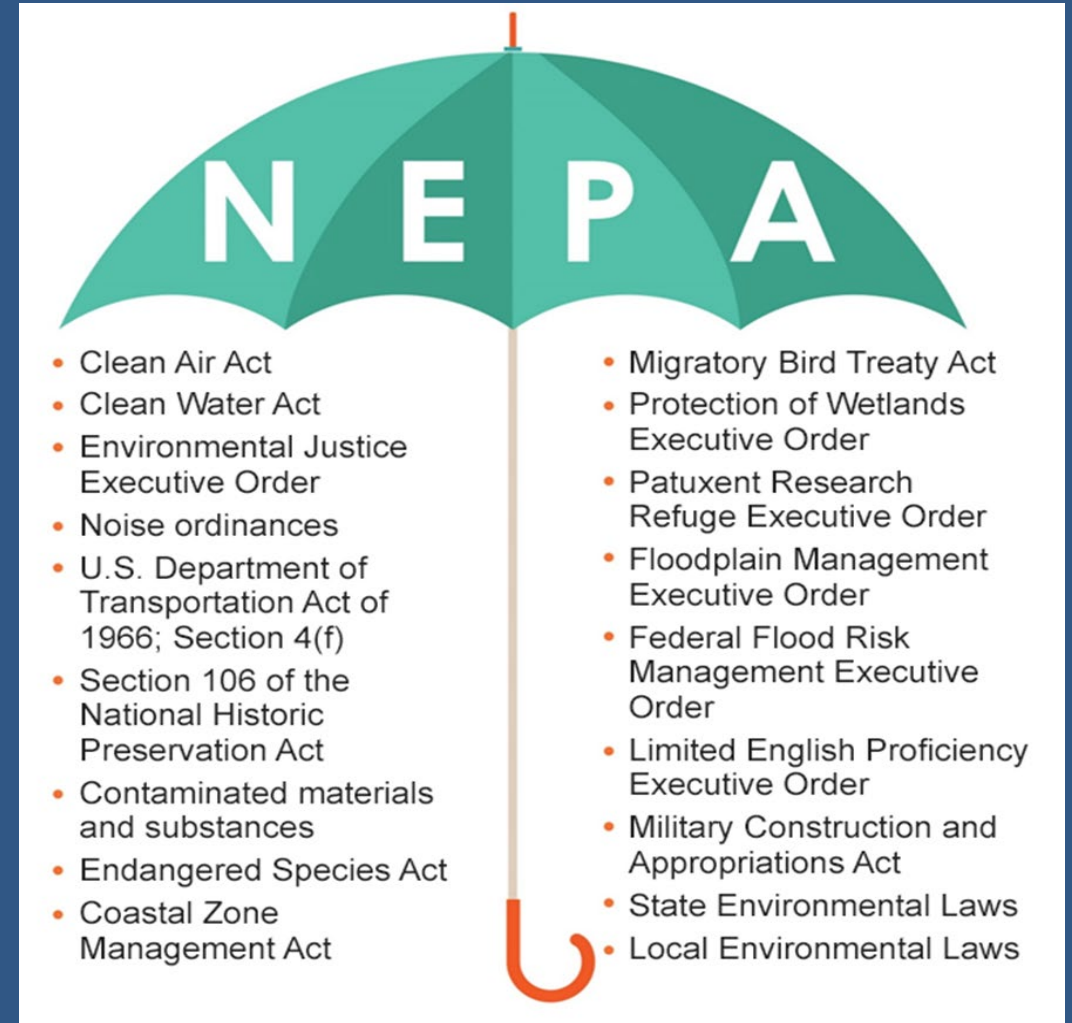 N E P A
• Clean Air Act
• Clean Water Act
• Environmental Justice
Executive Order
• Noise ordinances
• U.S. Department of
Transportation Act of
1966; Section 4(f)
• Section 106 of the
National Historic
Preservation Act
• Contaminated materials
and substances
• Endangered Species Act
• Coastal Zone
Management Act
• Migratory Bird Treaty Act
• Protection of Wetlands
Executive Order
• Patuxent Research
Refuge Executive Order
• Floodplain Management
Executive Order
• Federal Flood Risk
Management Executive
Order
• Limited English Proficiency
Executive Order
• Military Construction and
Appropriations Act
• State Environmental Laws
• Local Environmental Laws